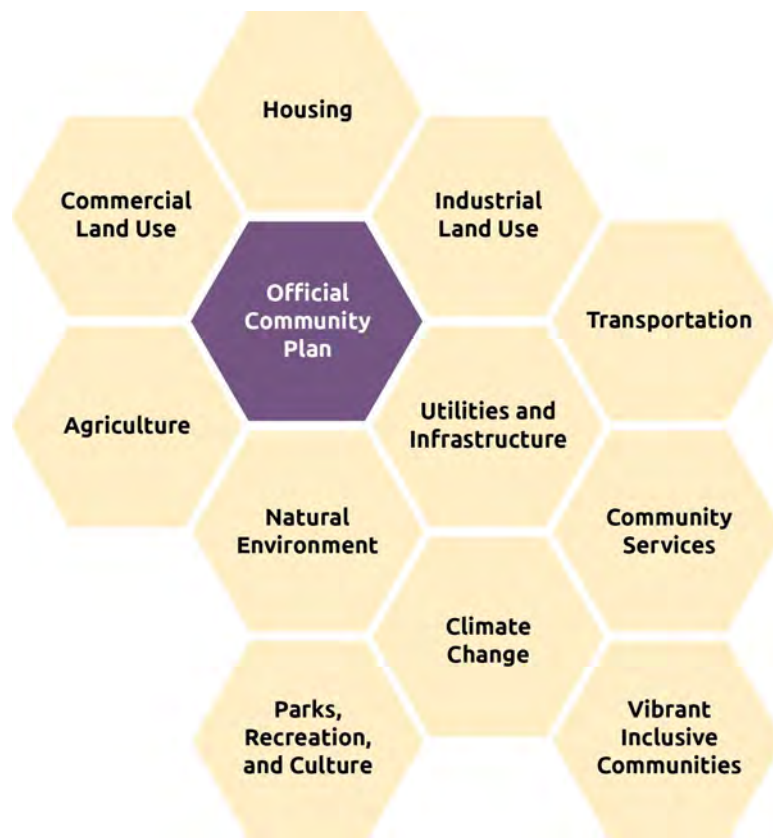 Housing
Commercial
Land Use
Industrial
Land Use
Official
Community
Plan
Transportation
Agriculture
Utilities and
Infrastructure
Natural
Environment
Community
Services
Climate
Change
Parks,
Recreation,
and Culture
Vibrant
Inclusive
Communities